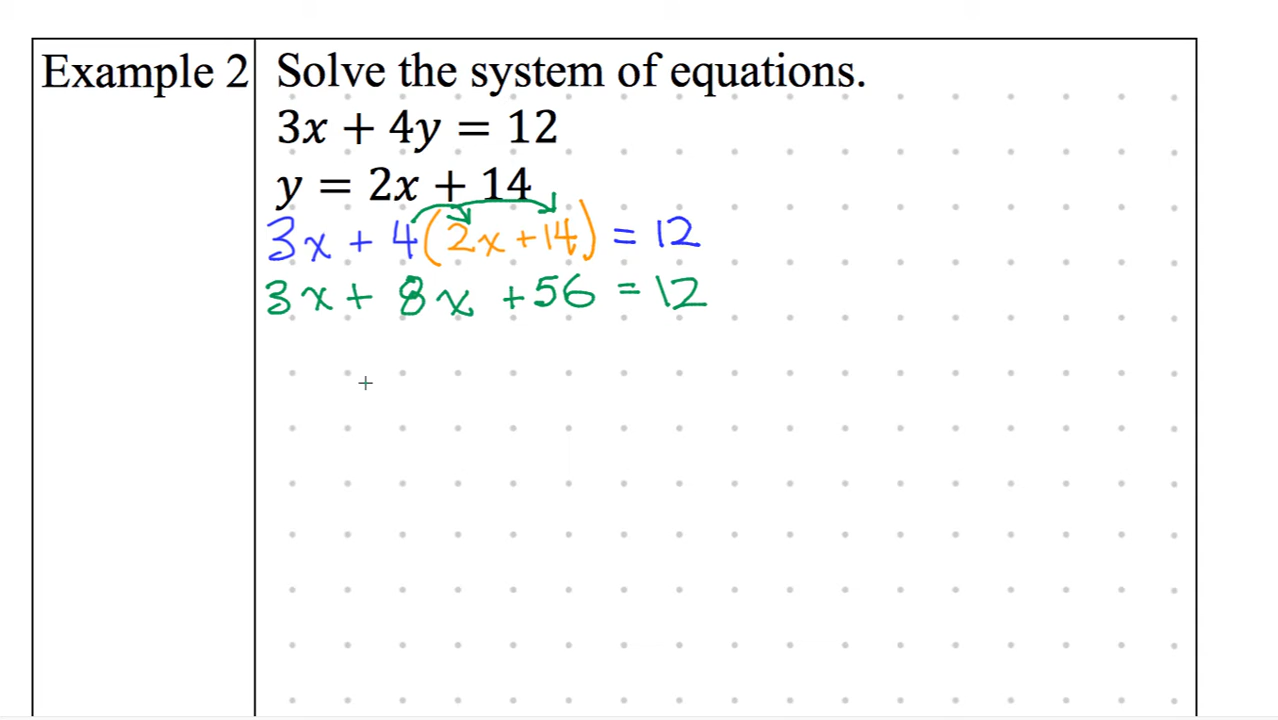 Example 2
Solve the system of equations.
3x + 4y = 12
y = 2x + 14
3x + 4(2x+14) = 12
3x + 8x +56 = 12